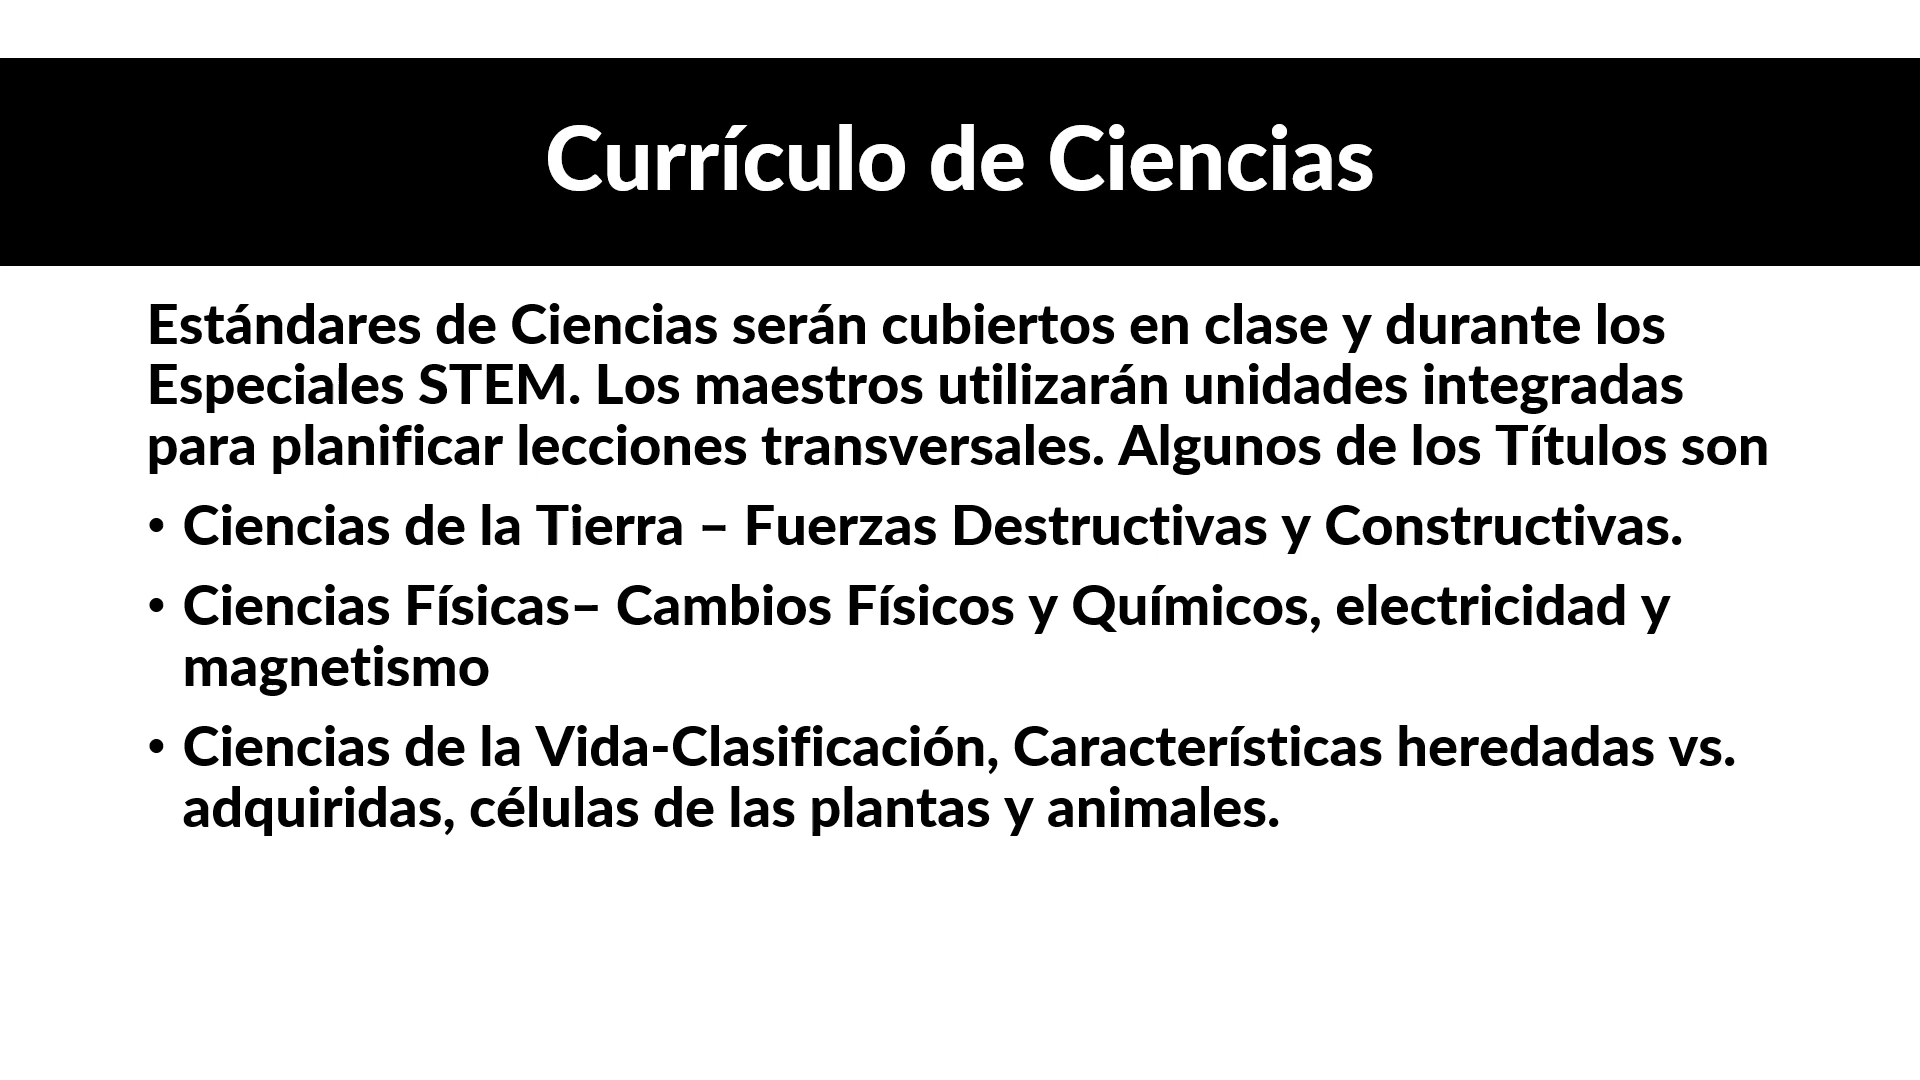 Currículo de Ciencias
Estándares de Ciencias serán cubiertos en clase y durante los
Especiales STEM. Los maestros utilizarán unidades integradas
para planificar lecciones transversales. Algunos de los Títulos son
• Ciencias de la Tierra – Fuerzas Destructivas y Constructivas.
• Ciencias Físicas– Cambios Físicos y Químicos, electricidad y
magnetismo
• Ciencias de la Vida-Clasificación, Características heredadas vs.
adquiridas, células de las plantas y animales.